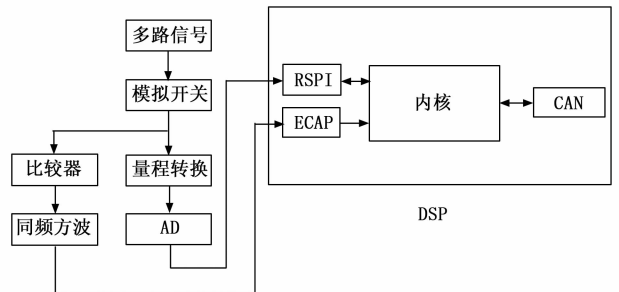 多路信号
模拟开关
比较器
量程转换
同频方波
AD
RSPI
ECAP
内核
CAN
DSP